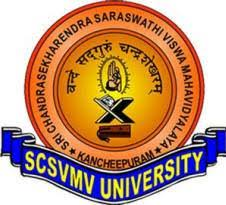 SRI CHANDRASEKHARENDRA SARASWATHI VISWA MAHAVIDYALAYA
वन्दे सद्गुरुं चन्द्रशेखरम्
KANCHEEPURAM
SCSVMV UNIVERSITY